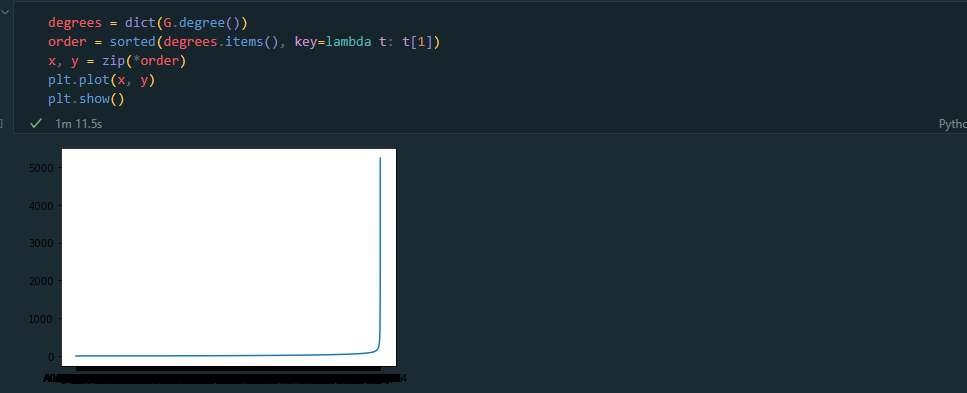 degrees = dict(G.degree())
order = sorted(degrees.items(), key=lambda t: t[1])
x, y = zip(*order)
plt.plot(x, y)
plt.show()
1m 11.5s
5000
4000
3000
2000
1000
0